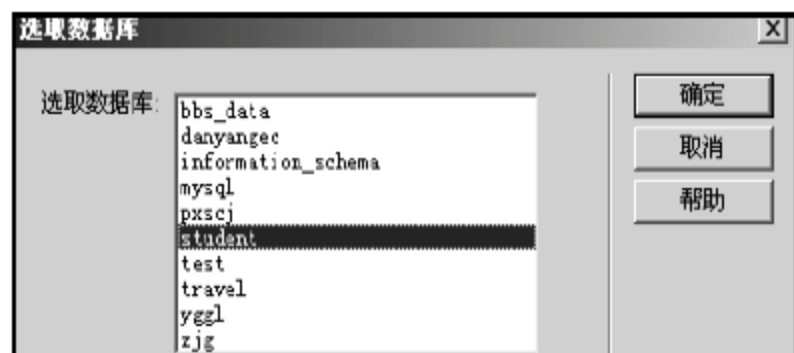 选取数据库
选取数据库:
bbs_data
danyangec
information_schema
mysql
pxscj
student
test
travel
yggl
zjg
确定
取消
帮助